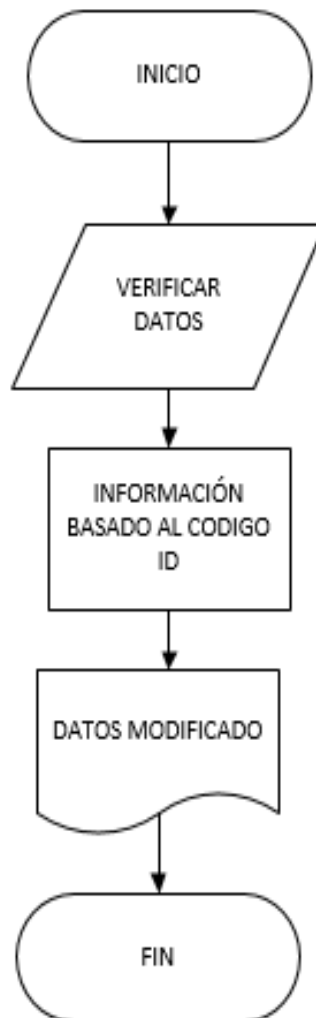 INICIO
VERIFICAR
DATOS
INFORMACIÓN
BASADO AL CODIGO
ID
DATOS MODIFICADO
FIN